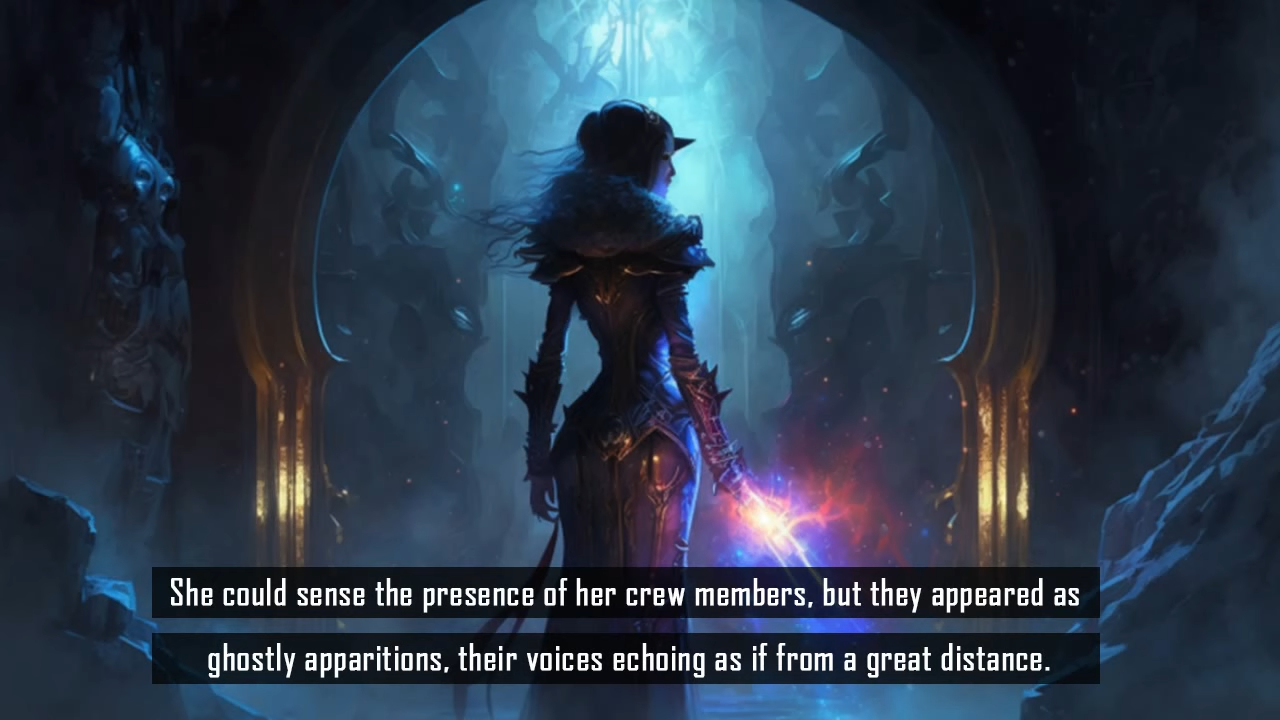 She could sense the presence of her crew members, but they appeared as
ghostly apparitions, their voices echoing as if from a great distance.